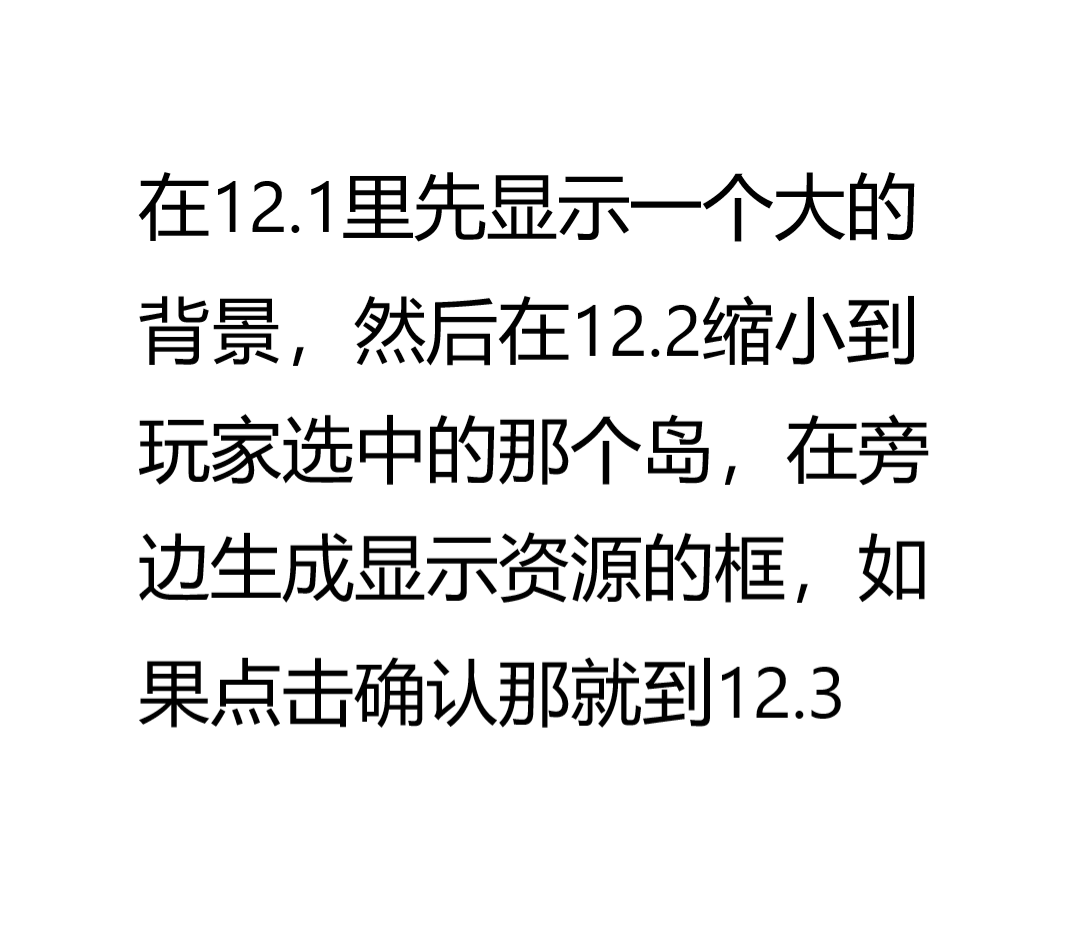 在12.1里先显示一个大的
背景，然后在12.2缩小到
玩家选中的那个岛，在旁
边生成显示资源的框，如
果点击确认那就到12.3